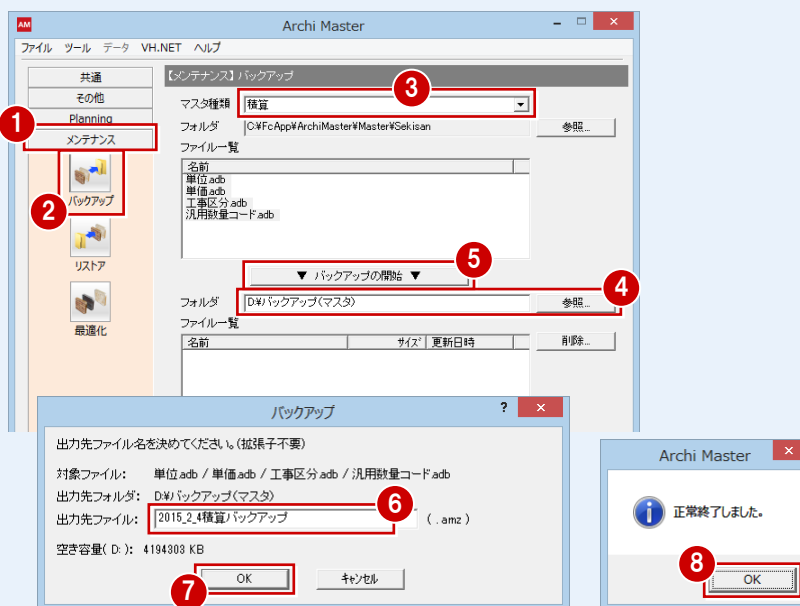 AM Archi Master
ファイル ツール データ VH.NET ヘルプ
共通
その他
Planning
メンテナンス
バックアップ
リストア
最適化
【メンテナンス】バックアップ
マスタ種類 積算
フォルダ C:¥FcApp¥ArchiMaster¥Master¥Sekisan 参照...
ファイル一覧
名前
単位.adb
単価.adb
工事区分.adb
汎用数量コード.adb
▼ バックアップの開始 ▼
フォルダ D:¥バックアップ(マスタ) 参照...
ファイル一覧
名前 サイズ 更新日時 削除...
1
2
3
5
4
バックアップ ?
出力先ファイル名を決めてください。(拡張子不要)
対象ファイル: 単位.adb / 単価.adb / 工事区分.adb / 汎用数量コード.adb
出力先フォルダ: D:¥バックアップ(マスタ)
出力先ファイル: 2015_2_4積算バックアップ (.amz)
空き容量( D: ): 4194303 KB
OK キャンセル
6
7
Archi Master
正常終了しました。
8
OK